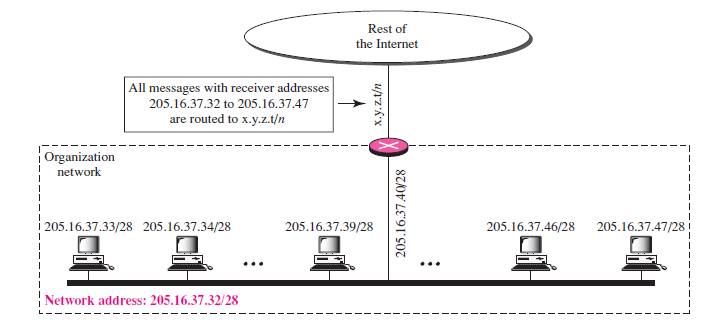 Rest of
the Internet
All messages with receiver addresses
205.16.37.32 to 205.16.37.47
are routed to x.y.z.t/n
x.y.z.t/n
Organization
network
205.16.37.40/28
205.16.37.33/28 205.16.37.34/28 205.16.37.39/28 205.16.37.46/28 205.16.37.47/28
Network address: 205.16.37.32/28